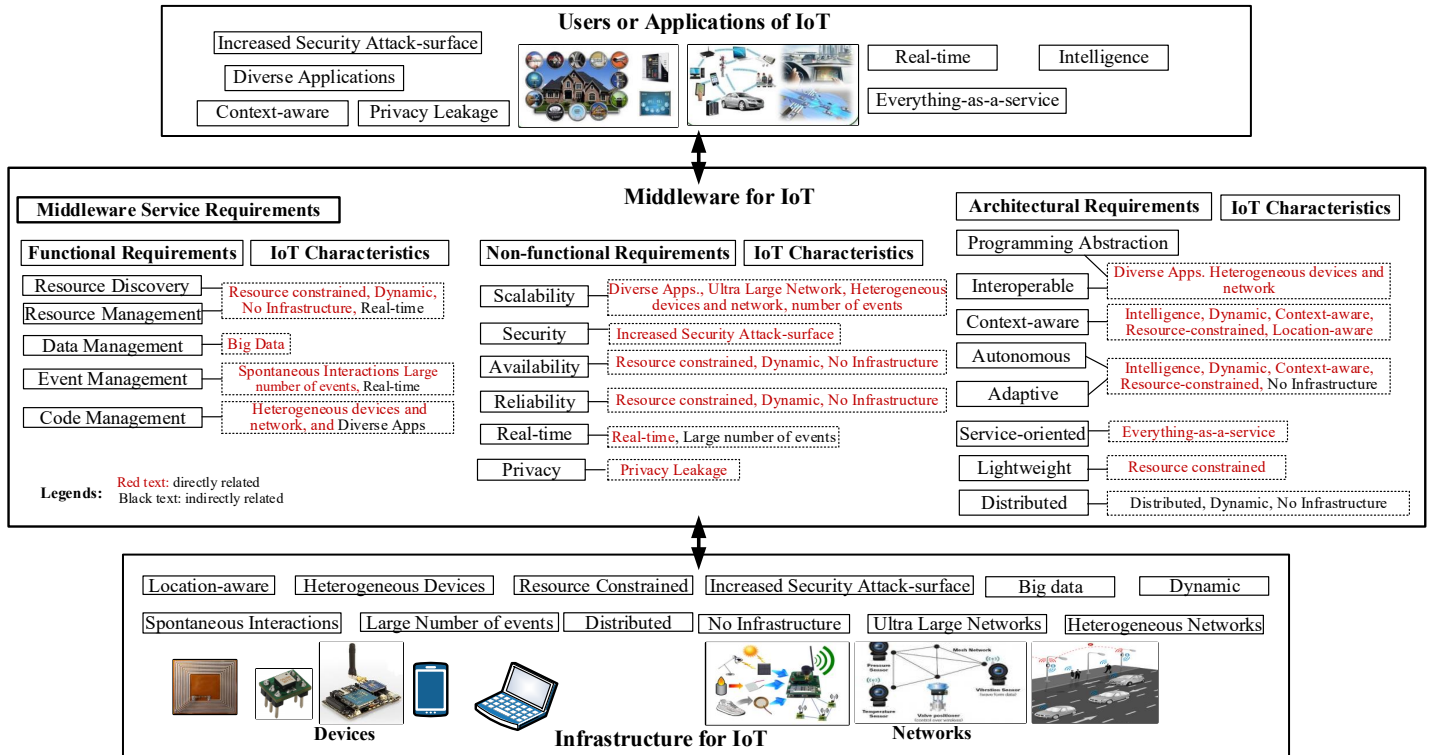 Users or Applications of IoT
Increased Security Attack-surface
Diverse Applications
Context-aware
Privacy Leakage
Real-time
Intelligence
Everything-as-a-service
Middleware for IoT
Middleware Service Requirements
Functional Requirements
IoT Characteristics
Resource Discovery
Resource Management
Resource constrained, Dynamic,
No Infrastructure, Real-time
Data Management
Big Data
Event Management
Spontaneous Interactions Large
number of events, Real-time
Code Management
Heterogeneous devices and
network, and Diverse Apps
Legends:
Red text: directly related
Black text: indirectly related
Non-functional Requirements
IoT Characteristics
Scalability
Diverse Apps., Ultra Large Network, Heterogeneous
devices and network, number of events
Security
Increased Security Attack-surface
Availability
Resource constrained, Dynamic, No Infrastructure
Reliability
Resource constrained, Dynamic, No Infrastructure
Real-time
Real-time, Large number of events
Privacy
Privacy Leakage
Architectural Requirements
IoT Characteristics
Programming Abstraction
Interoperable
Diverse Apps. Heterogeneous devices and
network
Context-aware
Intelligence, Dynamic, Context-aware,
Resource-constrained, Location-aware
Autonomous
Adaptive
Intelligence, Dynamic, Context-aware,
Resource-constrained, No Infrastructure
Service-oriented
Everything-as-a-service
Lightweight
Resource constrained
Distributed
Distributed, Dynamic, No Infrastructure
Location-aware
Heterogeneous Devices
Resource Constrained
Increased Security Attack-surface
Big data
Dynamic
Spontaneous Interactions
Large Number of events
Distributed
No Infrastructure
Ultra Large Networks
Heterogeneous Networks
Pressure
Sensor
Mesh Network
Vibration Sensor
Temperature
Sensor
Valve positioner
Devices
Infrastructure for IoT
Networks